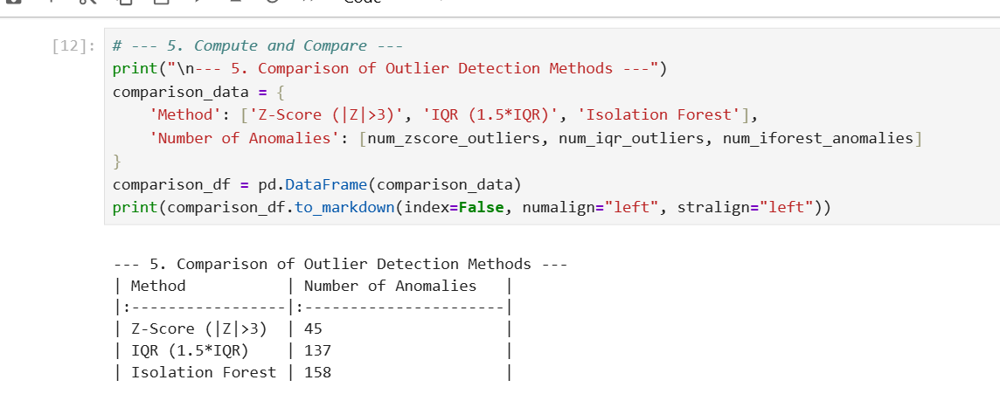 Code
[12]: # --- 5. Compute and Compare ---
print("\n--- 5. Comparison of Outlier Detection Methods ---")
comparison_data = {
    'Method': ['Z-Score (|Z|>3)', 'IQR (1.5*IQR)', 'Isolation Forest'],
    'Number of Anomalies': [num_zscore_outliers, num_iqr_outliers, num_iforest_anomalies]
}
comparison_df = pd.DataFrame(comparison_data)
print(comparison_df.to_markdown(index=False, numalign="left", stralign="left"))
--- 5. Comparison of Outlier Detection Methods ---
| Method           | Number of Anomalies   |
|:-----------------|:----------------------|
| Z-Score (|Z|>3)  | 45                    |
| IQR (1.5*IQR)    | 137                   |
| Isolation Forest | 158                   |